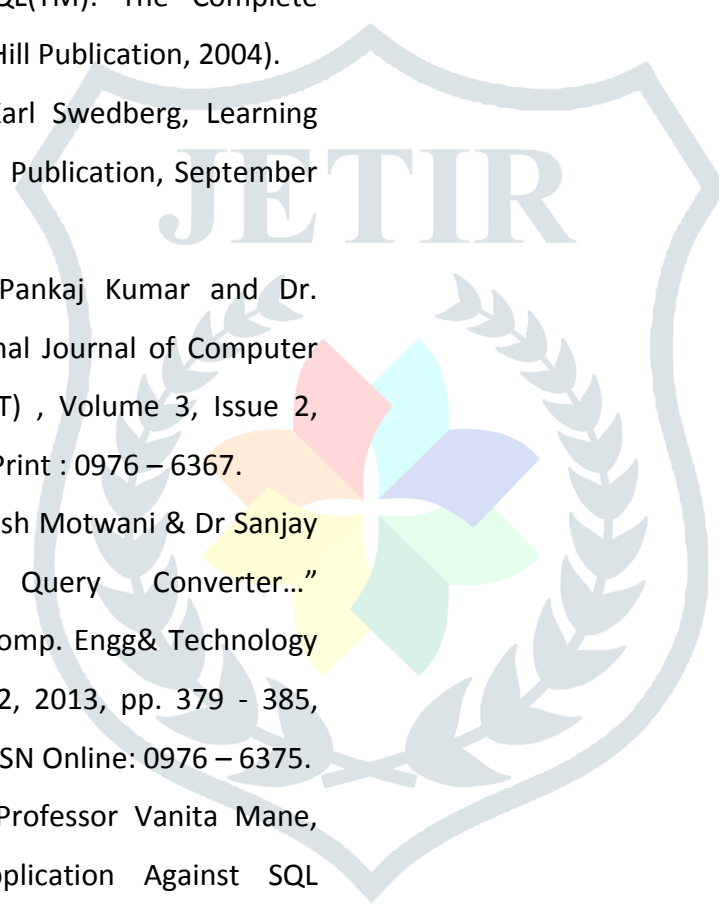 QL(TM): The Complete
Hill Publication, 2004).
Karl Swedberg, Learning
Publication, September
JETIR
Pankaj Kumar and Dr.
nal Journal of Computer
T) , Volume 3, Issue 2,
Print : 0976 – 6367.
sh Motwani & Dr Sanjay
Query Converter…”
omp. Engg& Technology
2, 2013, pp. 379 - 385,
SN Online: 0976 – 6375.
Professor Vanita Mane,
plication Against SQL